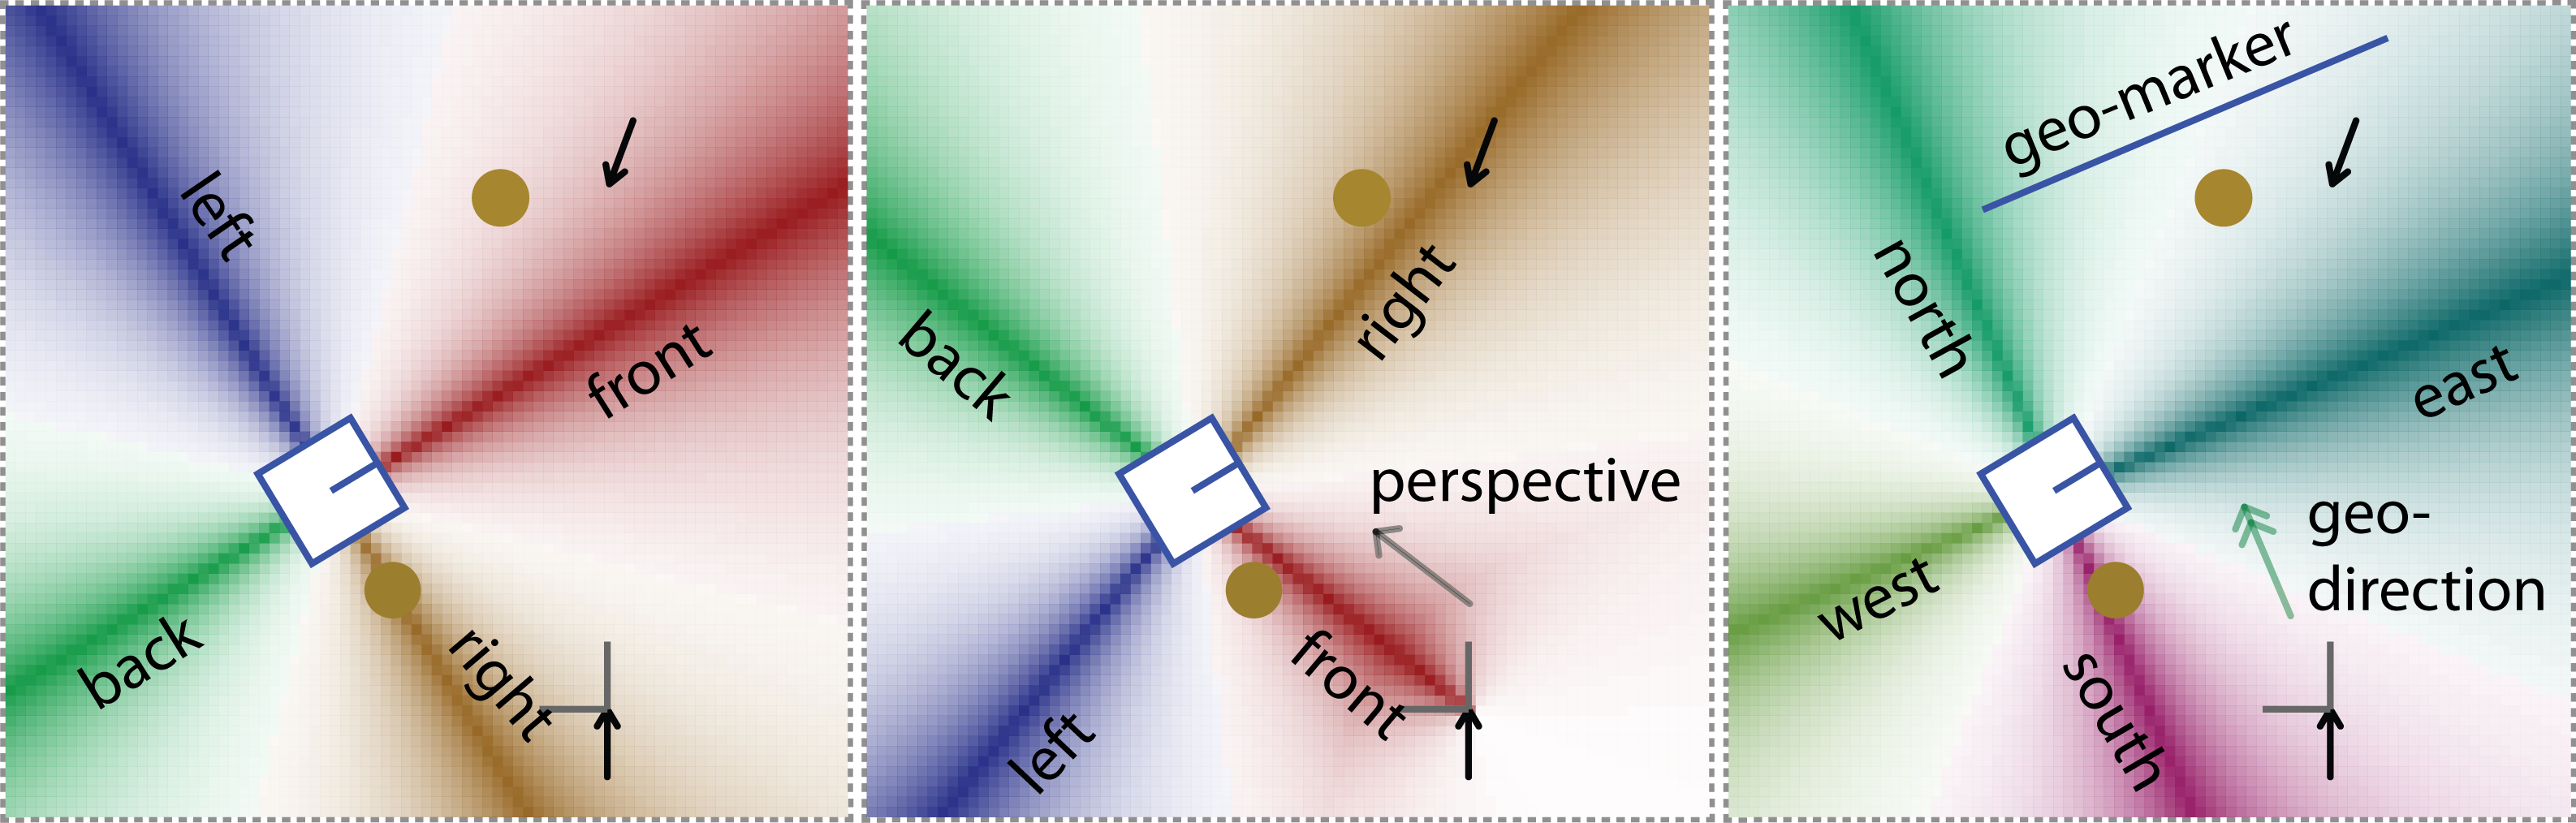 left
front
back
right
back
right
perspective
front
left
geo-marker
north
east
geo-
direction
west
south